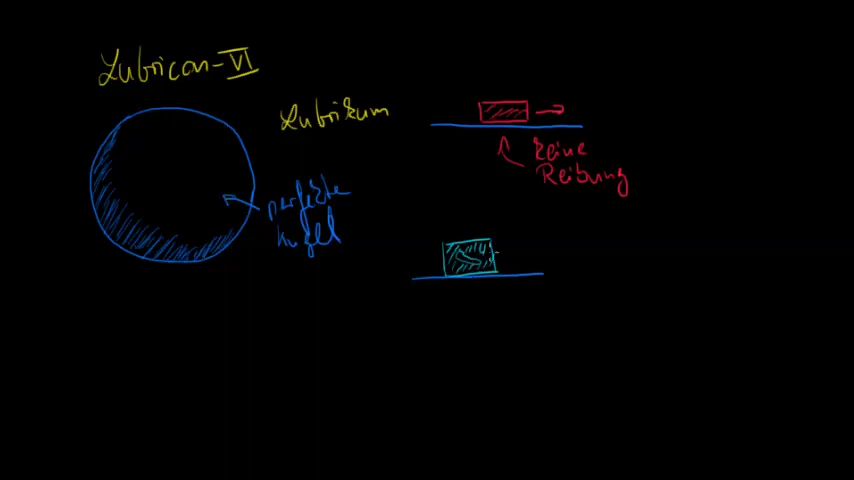 Lubricon-VI
Lubrikum
keine
Reibung
perfekte
kugel